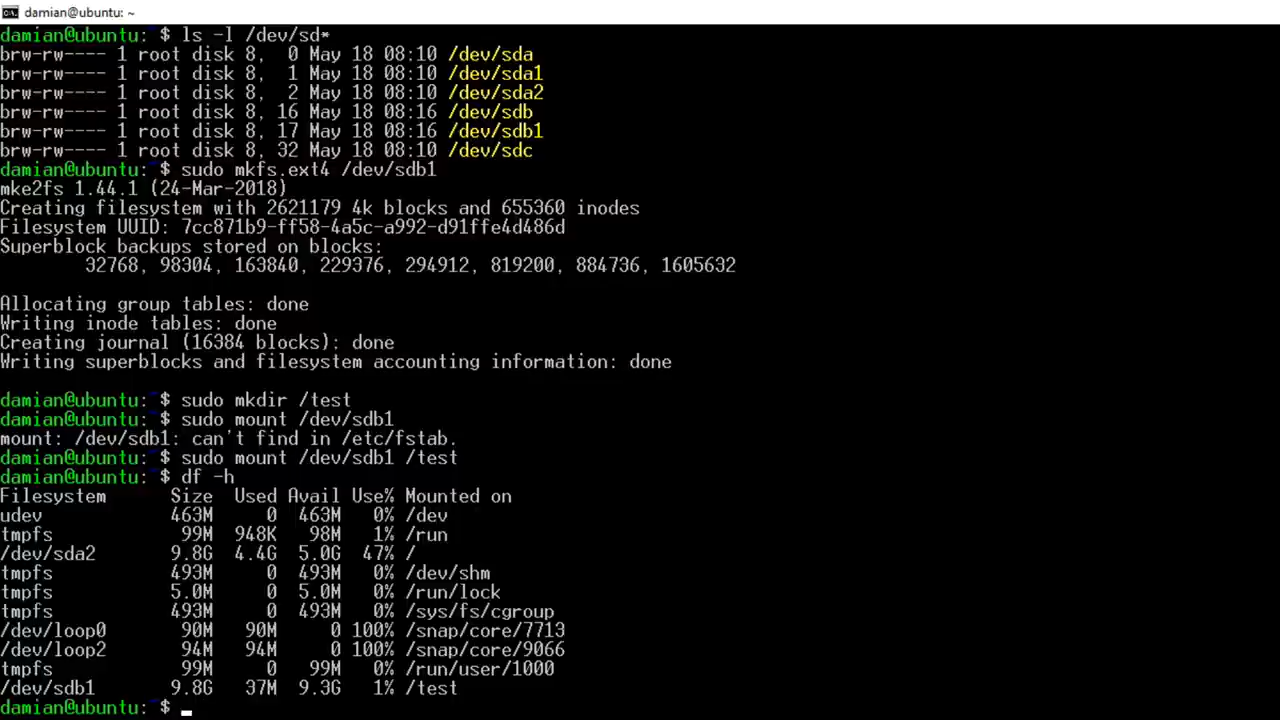 damian@ubuntu: ~
damian@ubuntu:~$ ls -l /dev/sd*
brw-rw---- 1 root disk 8,  0 May 18 08:10 /dev/sda
brw-rw---- 1 root disk 8,  1 May 18 08:10 /dev/sda1
brw-rw---- 1 root disk 8,  2 May 18 08:10 /dev/sda2
brw-rw---- 1 root disk 8, 16 May 18 08:16 /dev/sdb
brw-rw---- 1 root disk 8, 17 May 18 08:16 /dev/sdb1
brw-rw---- 1 root disk 8, 32 May 18 08:10 /dev/sdc
damian@ubuntu:~$ sudo mkfs.ext4 /dev/sdb1
mke2fs 1.44.1 (24-Mar-2018)
Creating filesystem with 2621179 4k blocks and 655360 inodes
Filesystem UUID: 7cc871b9-ff58-4a5c-a992-d91ffe4d486d
Superblock backups stored on blocks:
        32768, 98304, 163840, 229376, 294912, 819200, 884736, 1605632
Allocating group tables: done
Writing inode tables: done
Creating journal (16384 blocks): done
Writing superblocks and filesystem accounting information: done
damian@ubuntu:~$ sudo mkdir /test
damian@ubuntu:~$ sudo mount /dev/sdb1
mount: /dev/sdb1: can't find in /etc/fstab.
damian@ubuntu:~$ sudo mount /dev/sdb1 /test
damian@ubuntu:~$ df -h
Filesystem      Size  Used Avail Use% Mounted on
udev            463M     0  463M   0% /dev
tmpfs            99M  948K   98M   1% /run
/dev/sda2       9.8G  4.4G  5.0G  47% /
tmpfs           493M     0  493M   0% /dev/shm
tmpfs           5.0M     0  5.0M   0% /run/lock
tmpfs           493M     0  493M   0% /sys/fs/cgroup
/dev/loop0       90M   90M     0 100% /snap/core/7713
/dev/loop2       94M   94M     0 100% /snap/core/9066
tmpfs            99M     0   99M   0% /run/user/1000
/dev/sdb1       9.8G   37M  9.3G   1% /test
damian@ubuntu:~$